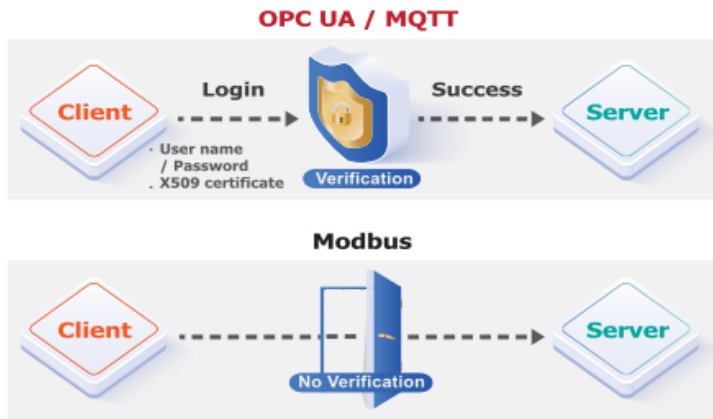 OPC UA / MQTT
Client
Login
Success
Server
· User name
/ Password
. X509 certificate
Verification
Modbus
Client
Server
No Verification